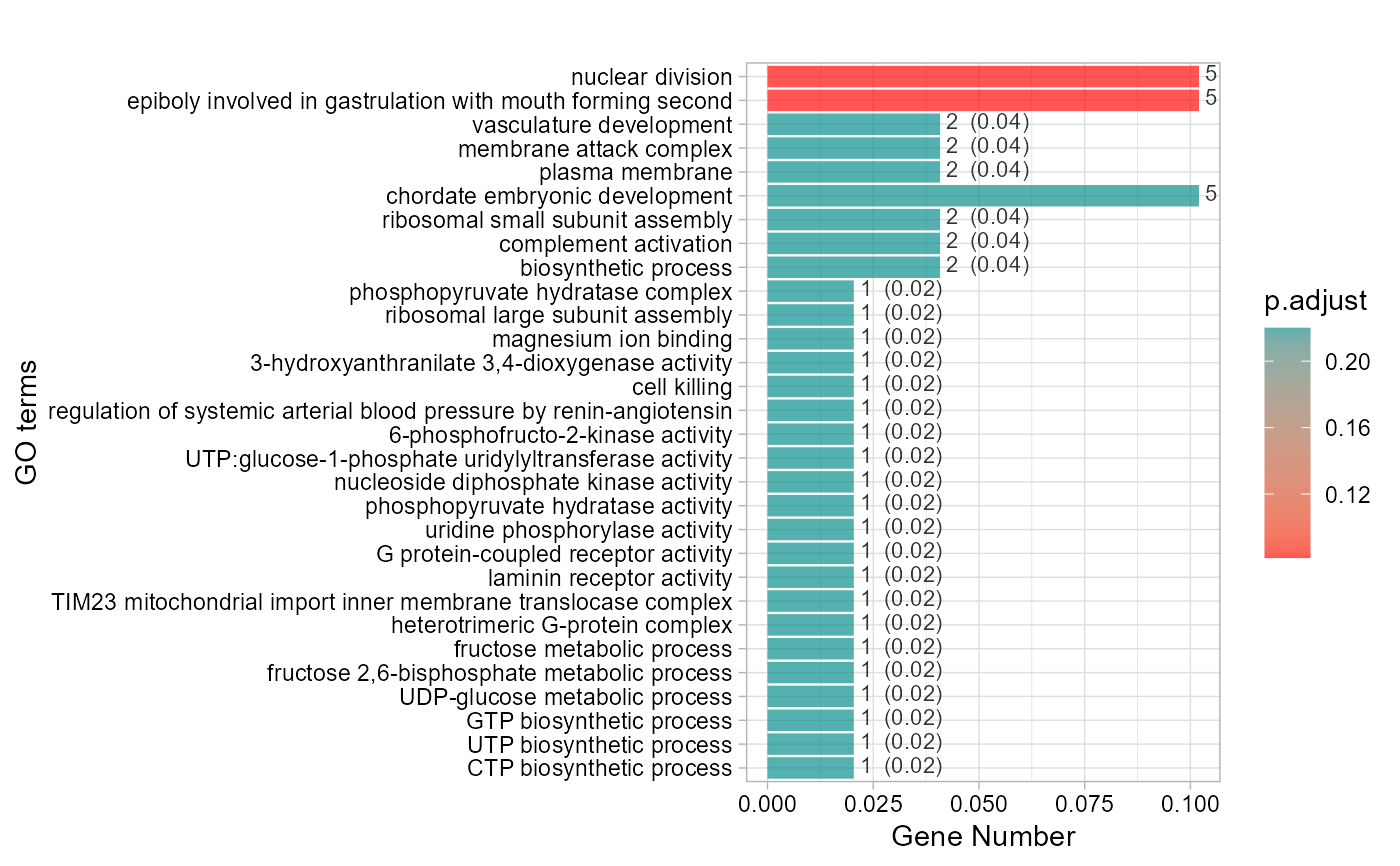 nuclear division 5
epiboly involved in gastrulation with mouth forming second 5
vasculature development 2 (0.04)
membrane attack complex 2 (0.04)
plasma membrane 2 (0.04)
chordate embryonic development 5
ribosomal small subunit assembly 2 (0.04)
complement activation 2 (0.04)
biosynthetic process 2 (0.04)
phosphopyruvate hydratase complex 1 (0.02)
ribosomal large subunit assembly 1 (0.02)
magnesium ion binding 1 (0.02)
3-hydroxyanthranilate 3,4-dioxygenase activity 1 (0.02)
cell killing 1 (0.02)
regulation of systemic arterial blood pressure by renin-angiotensin 1 (0.02)
6-phosphofructo-2-kinase activity 1 (0.02)
UTP:glucose-1-phosphate uridylyltransferase activity 1 (0.02)
nucleoside diphosphate kinase activity 1 (0.02)
phosphopyruvate hydratase activity 1 (0.02)
uridine phosphorylase activity 1 (0.02)
G protein-coupled receptor activity 1 (0.02)
laminin receptor activity 1 (0.02)
TIM23 mitochondrial import inner membrane translocase complex 1 (0.02)
heterotrimeric G-protein complex 1 (0.02)
fructose metabolic process 1 (0.02)
fructose 2,6-bisphosphate metabolic process 1 (0.02)
UDP-glucose metabolic process 1 (0.02)
GTP biosynthetic process 1 (0.02)
UTP biosynthetic process 1 (0.02)
CTP biosynthetic process 1 (0.02)
0.000 0.025 0.050 0.075 0.100
Gene Number
GO terms
p.adjust
0.20
0.16
0.12